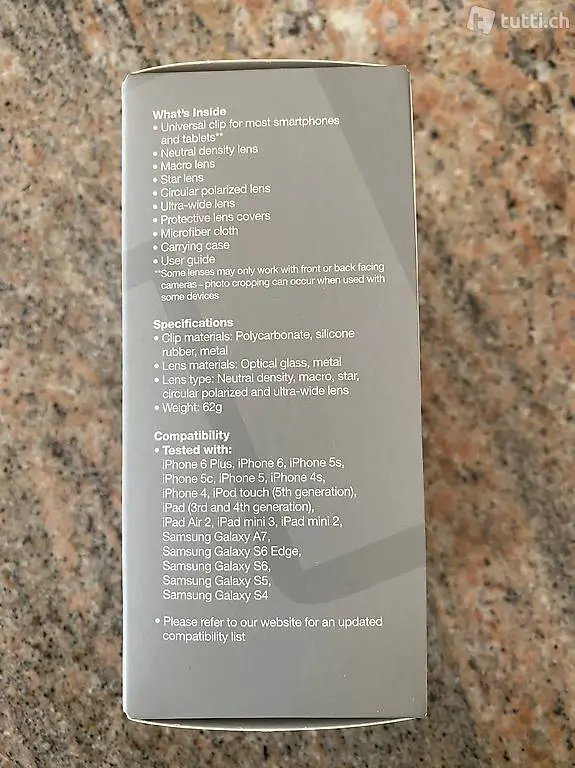 tutti.ch
What's Inside
• Universal clip for most smartphones
and tablets**
• Neutral density lens
• Macro lens
• Star lens
• Circular polarized lens
• Ultra-wide lens
• Protective lens covers
• Microfiber cloth
• Carrying case
• User guide
**Some lenses may only work with front or back facing
cameras - photo cropping can occur when used with
some devices
Specifications
• Clip materials: Polycarbonate, silicone
rubber, metal
• Lens materials: Optical glass, metal
• Lens type: Neutral density, macro, star,
circular polarized and ultra-wide lens
• Weight: 62g
Compatibility
• Tested with:
iPhone 6 Plus, iPhone 6, iPhone 5s,
iPhone 5c, iPhone 5, iPhone 4s,
iPhone 4, iPod touch (5th generation),
iPad (3rd and 4th generation),
iPad Air 2, iPad mini 3, iPad mini 2,
Samsung Galaxy A7,
Samsung Galaxy S6 Edge,
Samsung Galaxy S6,
Samsung Galaxy S5,
Samsung Galaxy S4
• Please refer to our website for an updated
compatibility list